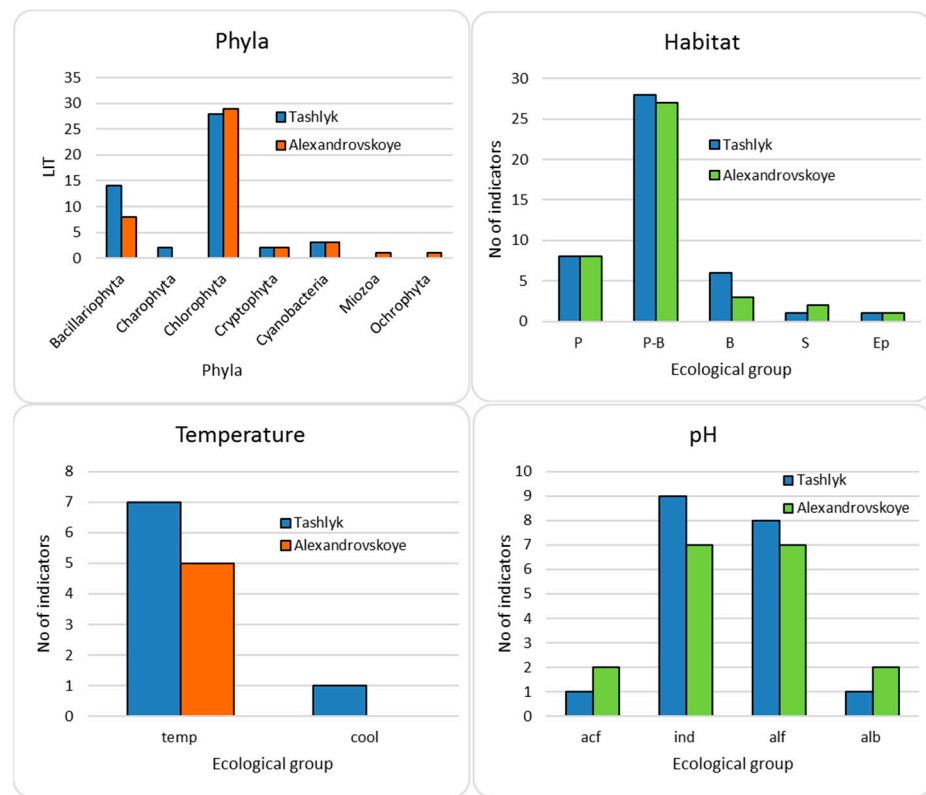 Phyla
LIT
35
30
25
20
15
10
5
0
Tashlyk
Alexandrovskoye
Bacillariophyta
Charophyta
Chlorophyta
Cryptophyta
Cyanobacteria
Miozoa
Ochrophyta
Phyla
Habitat
No of indicators
30
25
20
15
10
5
0
Tashlyk
Alexandrovskoye
P P-B B S Ep
Ecological group
Temperature
No of indicators
8
7
6
5
4
3
2
1
0
Tashlyk
Alexandrovskoye
temp cool
Ecological group
pH
No of indicators
10
9
8
7
6
5
4
3
2
1
0
Tashlyk
Alexandrovskoye
acf ind alf alb
Ecological group